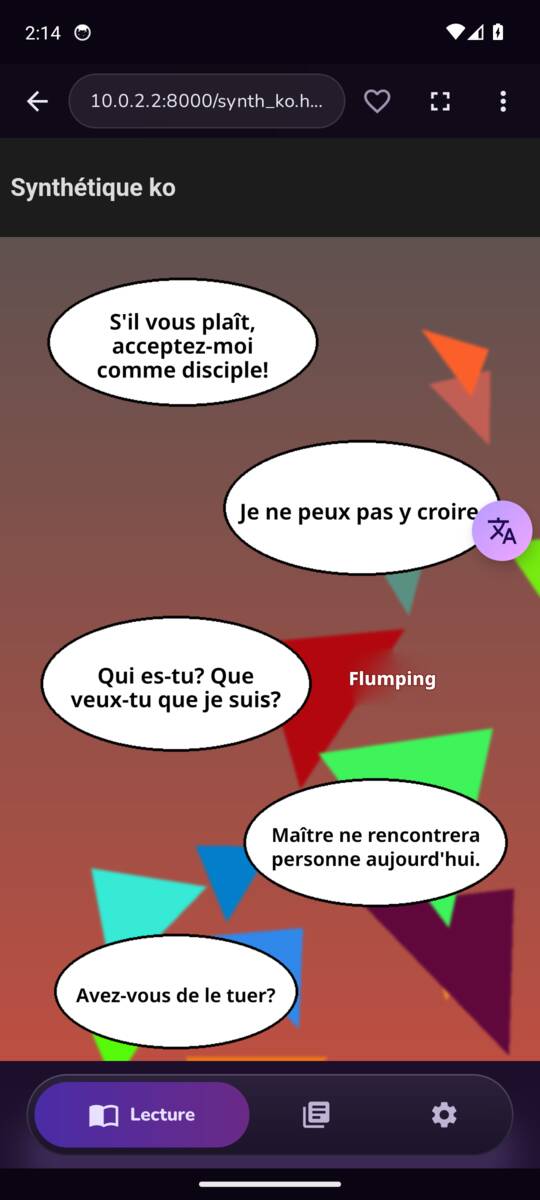 2:14
10.0.2.2:8000/synth_ko.h...
Synthétique ko
S'il vous plaît,
acceptez-moi
comme disciple!
Je ne peux pas y croire
Qui es-tu? Que
veux-tu que je suis?
Flumping
Maître ne rencontrera
personne aujourd'hui.
Avez-vous de le tuer?
Lecture